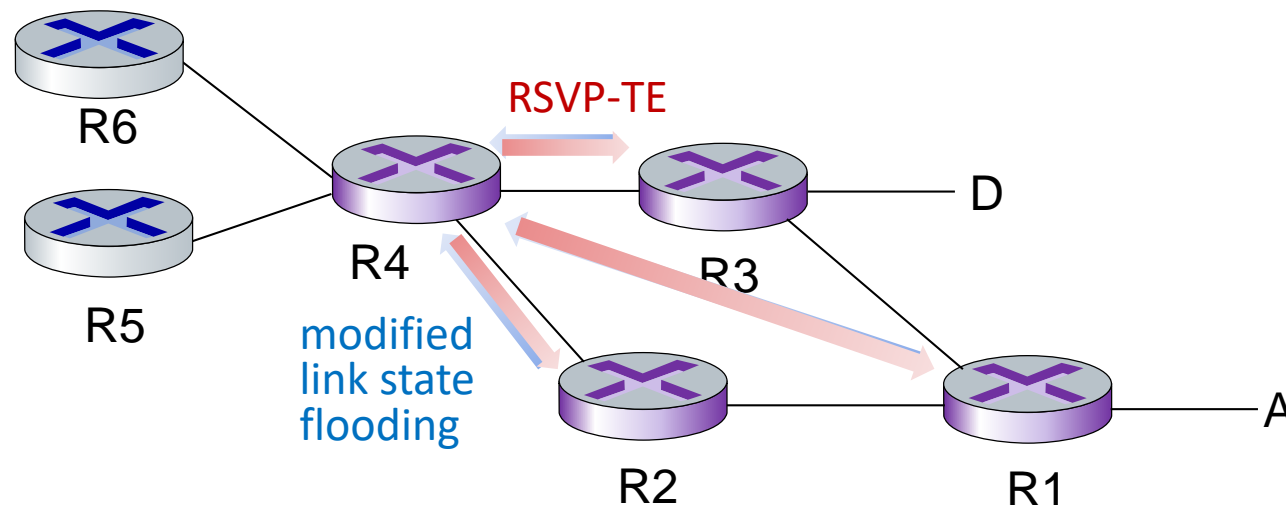 R6
RSVP-TE
D
R4
R3
R5
modified
link state
flooding
A
R2
R1